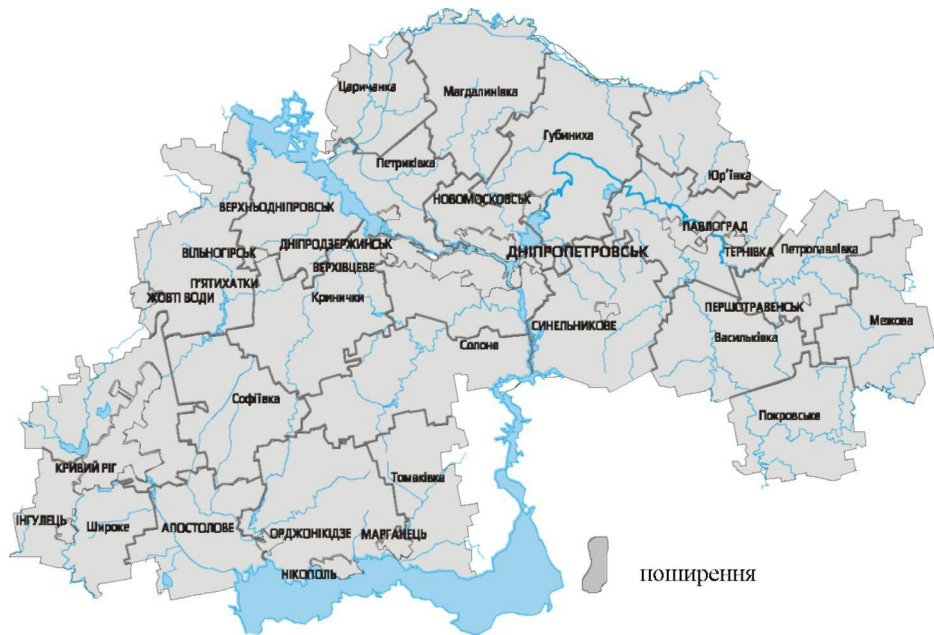 Царичанка
Магдалинівка
Губиниха
Петриківка
Юр'ївка
НОВОМОСКОВСЬК
ВЕРХНЬОДНІПРОВСЬК
ПАВЛОГРАД
ДНІПРОДЗЕРЖИНСЬК
ВІЛЬНОГІРСЬК
ДНІПРОПЕТРОВСЬК
ТЕРНІВКА
Петропавлівка
ВЕРХІВЦЕВЕ
П'ЯТИХАТКИ
ЖОВТІ ВОДИ
Кринички
ПЕРШОТРАВЕНСЬК
СИНЕЛЬНИКОВЕ
Межова
Васильківка
Солоне
Софіївка
Покровське
КРИВИЙ РІГ
Томаківка
ІНГУЛЕЦЬ
Широке
АПОСТОЛОВЕ
ОРДЖОНІКІДЗЕ
МАРГАНЕЦЬ
НІКОПОЛЬ
поширення